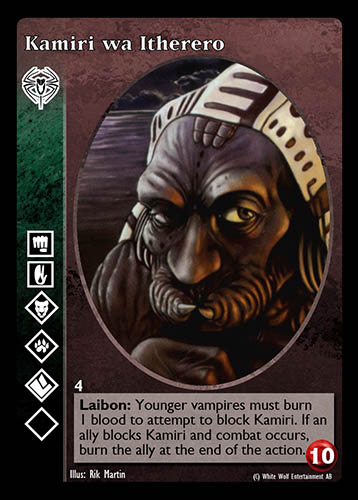 Kamiri wa Itherero
4
Laibon: Younger vampires must burn
1 blood to attempt to block Kamiri. If an
ally blocks Kamiri and combat occurs,
burn the ally at the end of the action.
10
Illus: Rik Martin
(C) White Wolf Entertainment AB